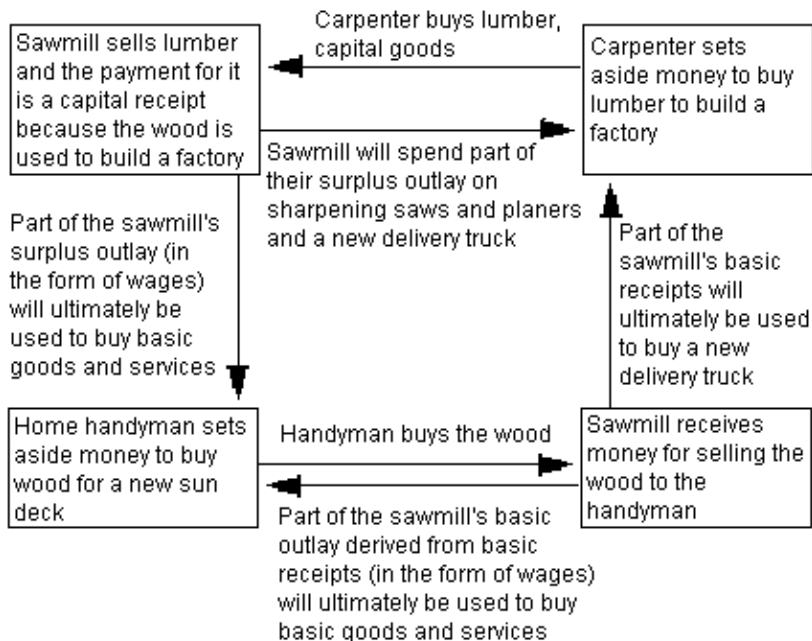 Carpenter buys lumber,
capital goods
Sawmill sells lumber
and the payment for it
is a capital receipt
because the wood is
used to build a factory
Carpenter sets
aside money to buy
lumber to build a
factory
Sawmill will spend part of
their surplus outlay on
sharpening saws and planers
and a new delivery truck
Part of the sawmill's
surplus outlay (in
the form of wages)
will ultimately be
used to buy basic
goods and services
Part of the
sawmill's basic
receipts will
ultimately be used
to buy a new
delivery truck
Home handyman sets
aside money to buy
wood for a new sun
deck
Handyman buys the wood
Sawmill receives
money for selling the
wood to the
handyman
Part of the sawmill's basic
outlay derived from basic
receipts (in the form of wages)
will ultimately be used to buy
basic goods and services